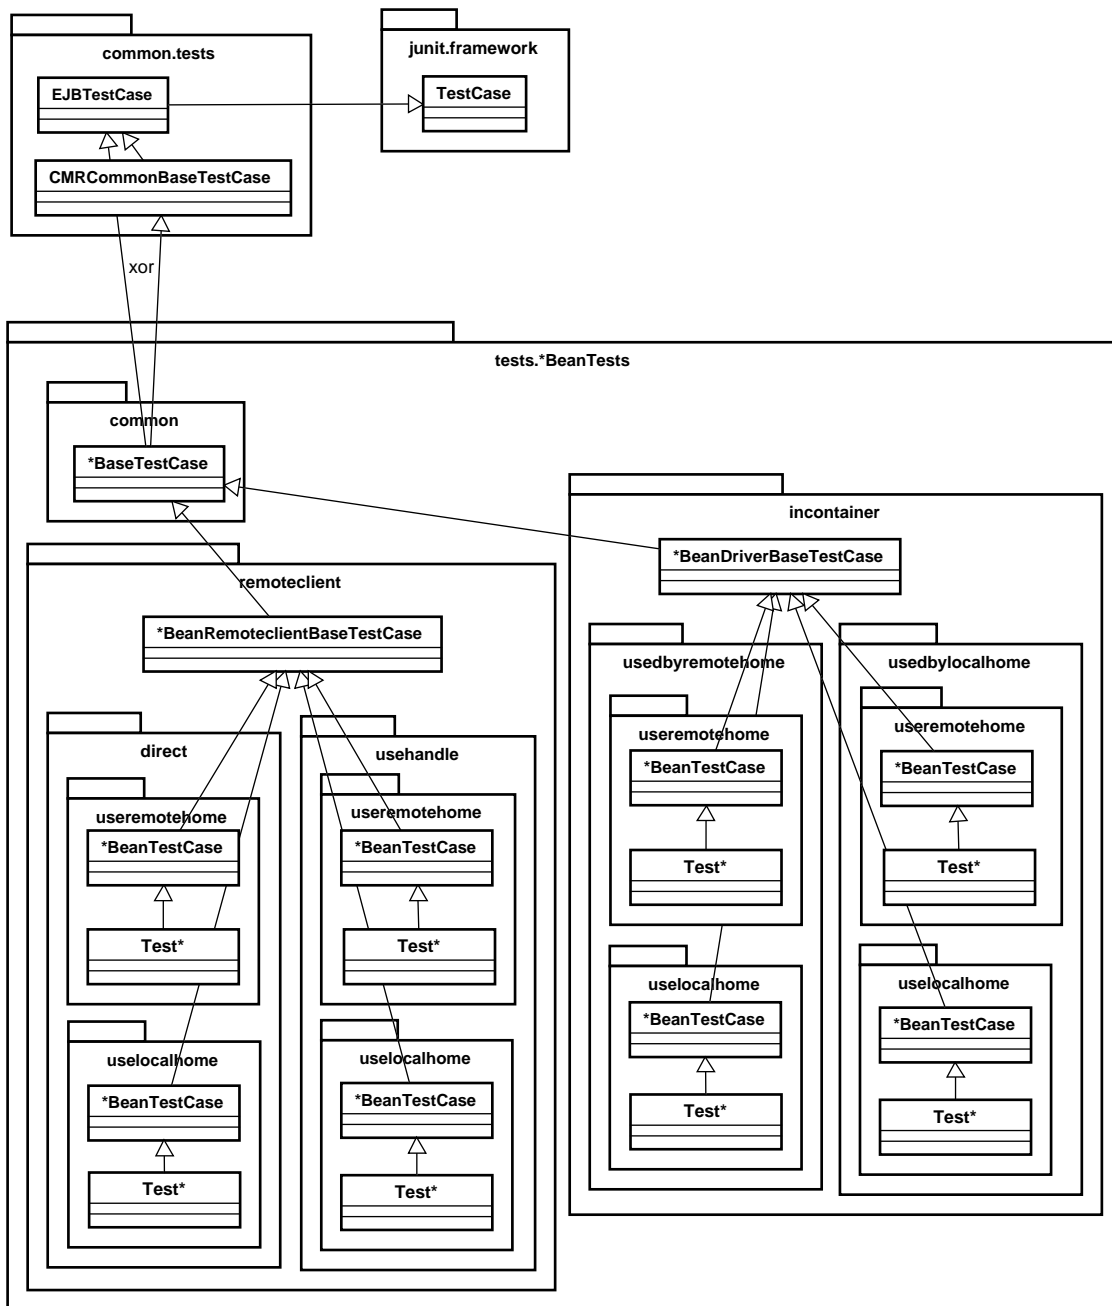 common.tests
EJBTestCase
CMRCommonBaseTestCase
junit.framework
TestCase
xor
tests.*BeanTests
common
*BaseTestCase
remoteclient
*BeanRemoteclientBaseTestCase
direct
useremotehome
*BeanTestCase
Test*
uselocalhome
*BeanTestCase
Test*
usehandle
useremotehome
*BeanTestCase
Test*
uselocalhome
*BeanTestCase
Test*
incontainer
*BeanDriverBaseTestCase
usedbyremotehome
useremotehome
*BeanTestCase
Test*
uselocalhome
*BeanTestCase
Test*
usedbylocalhome
useremotehome
*BeanTestCase
Test*
uselocalhome
*BeanTestCase
Test*